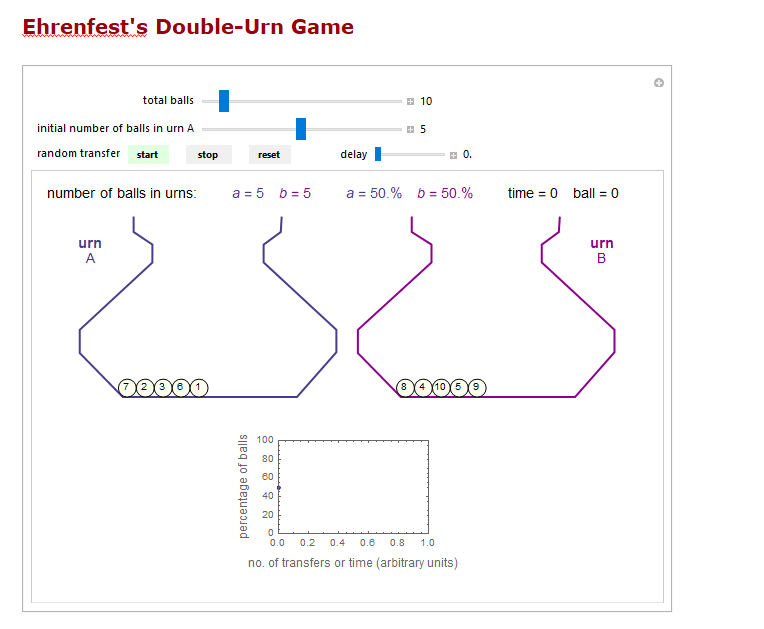 Ehrenfest's Double-Urn Game
total balls 10
initial number of balls in urn A 5
random transfer start stop reset delay 0.
number of balls in urns: a = 5 b = 5 a = 50.% b = 50.% time = 0 ball = 0
urn
A
urn
B
7 2 3 6 1
8 4 10 5 9
percentage of balls
100
80
60
40
20
0
0.0 0.2 0.4 0.6 0.8 1.0
no. of transfers or time (arbitrary units)